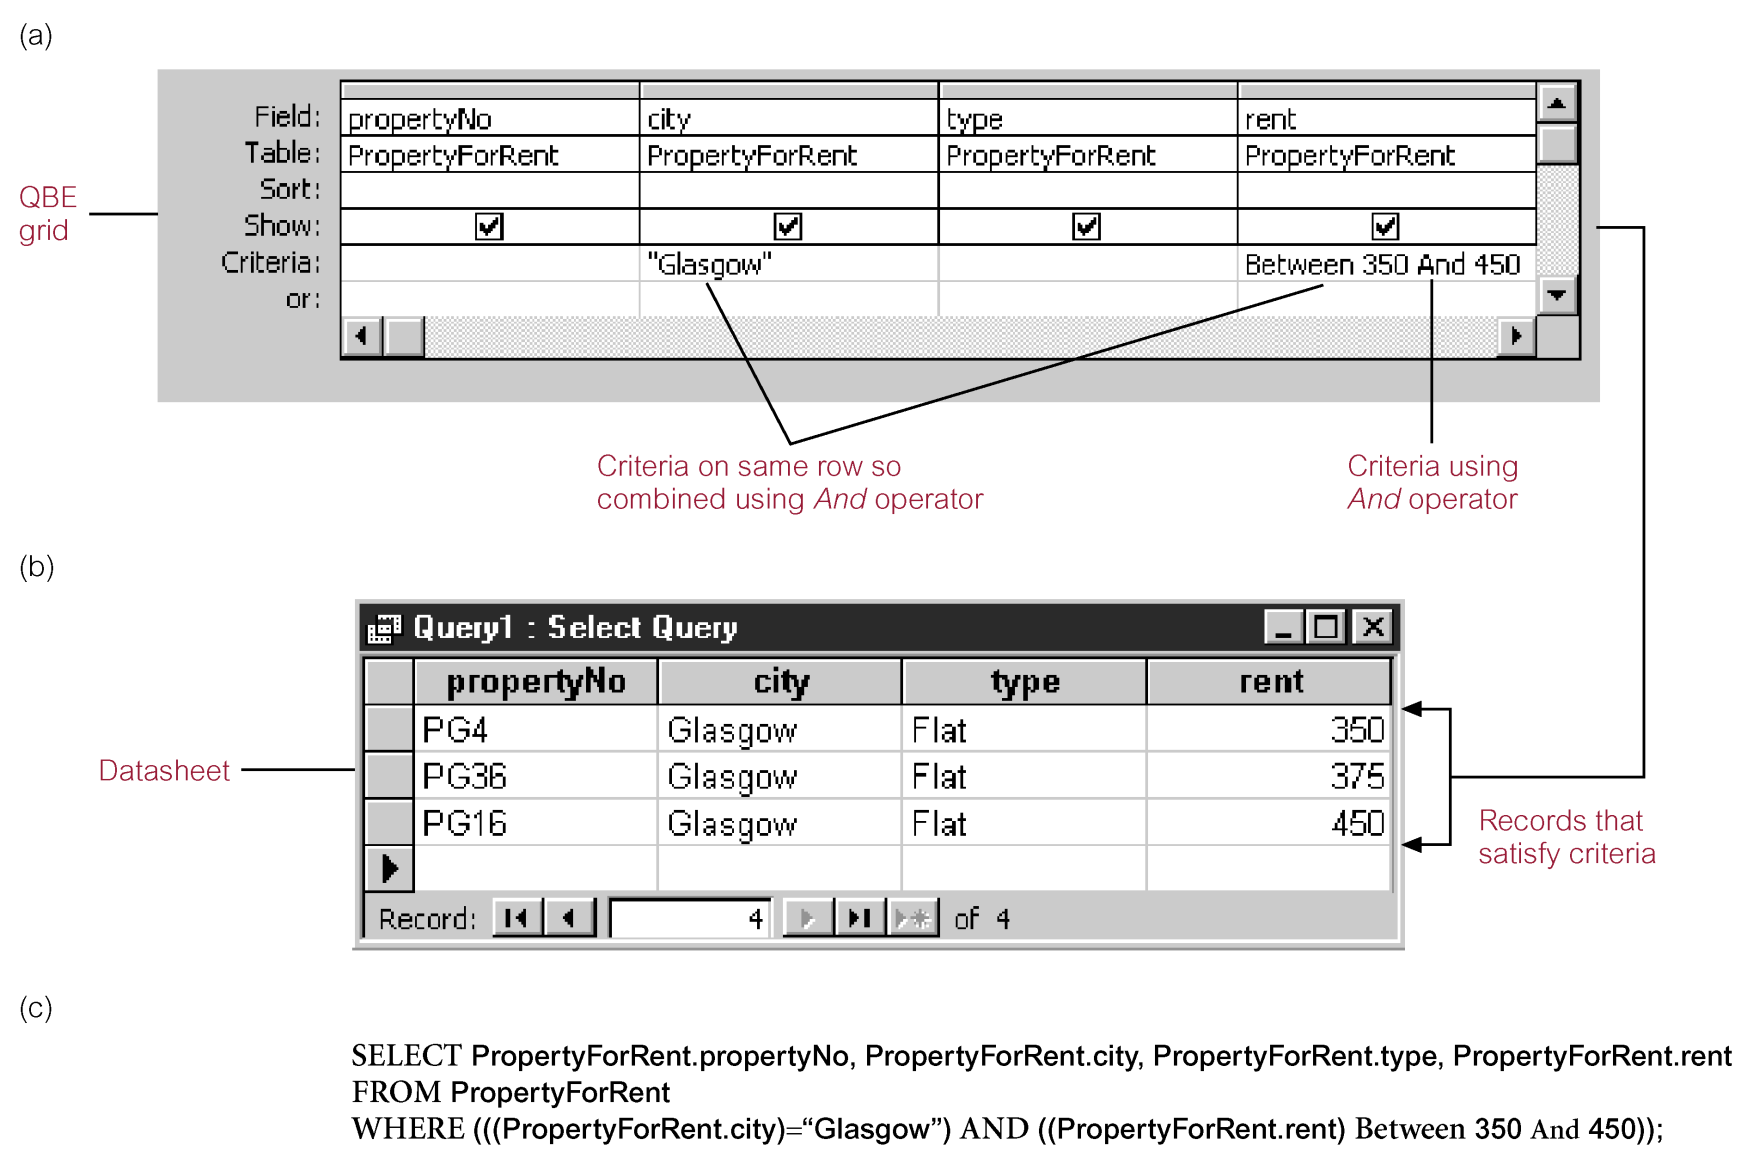 (a)
Field: propertyNo city type rent
Table: PropertyForRent PropertyForRent PropertyForRent PropertyForRent
Sort:
Show:
Criteria: "Glasgow" Between 350 And 450
or:
QBE
grid
Criteria on same row so
combined using And operator
Criteria using
And operator
(b)
Query1 : Select Query
propertyNo city type rent
PG4 Glasgow Flat 350
PG36 Glasgow Flat 375
PG16 Glasgow Flat 450
Record: 4 of 4
Datasheet
Records that
satisfy criteria
(c)
SELECT PropertyForRent.propertyNo, PropertyForRent.city, PropertyForRent.type, PropertyForRent.rent
FROM PropertyForRent
WHERE (((PropertyForRent.city)=“Glasgow”) AND ((PropertyForRent.rent) Between 350 And 450));